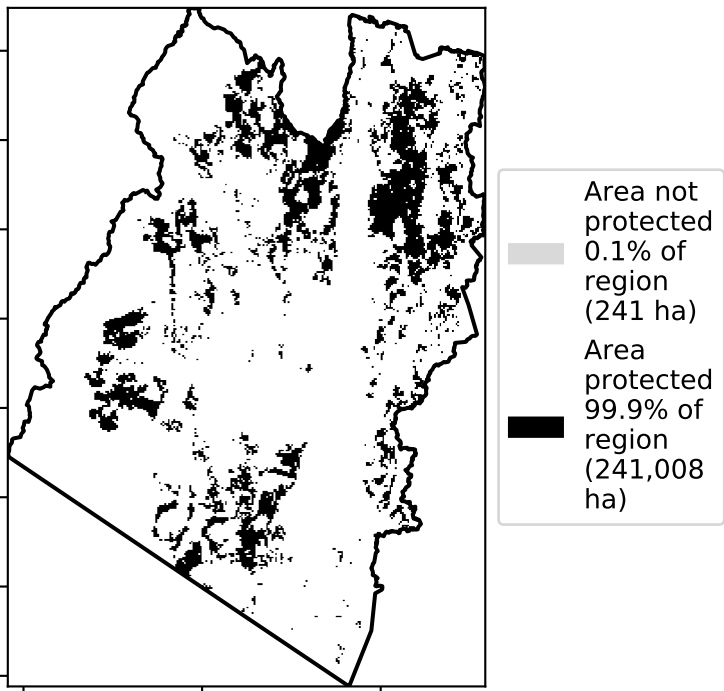 Area not
protected
0.1% of
region
(241 ha)
Area
protected
99.9% of
region
(241,008
ha)